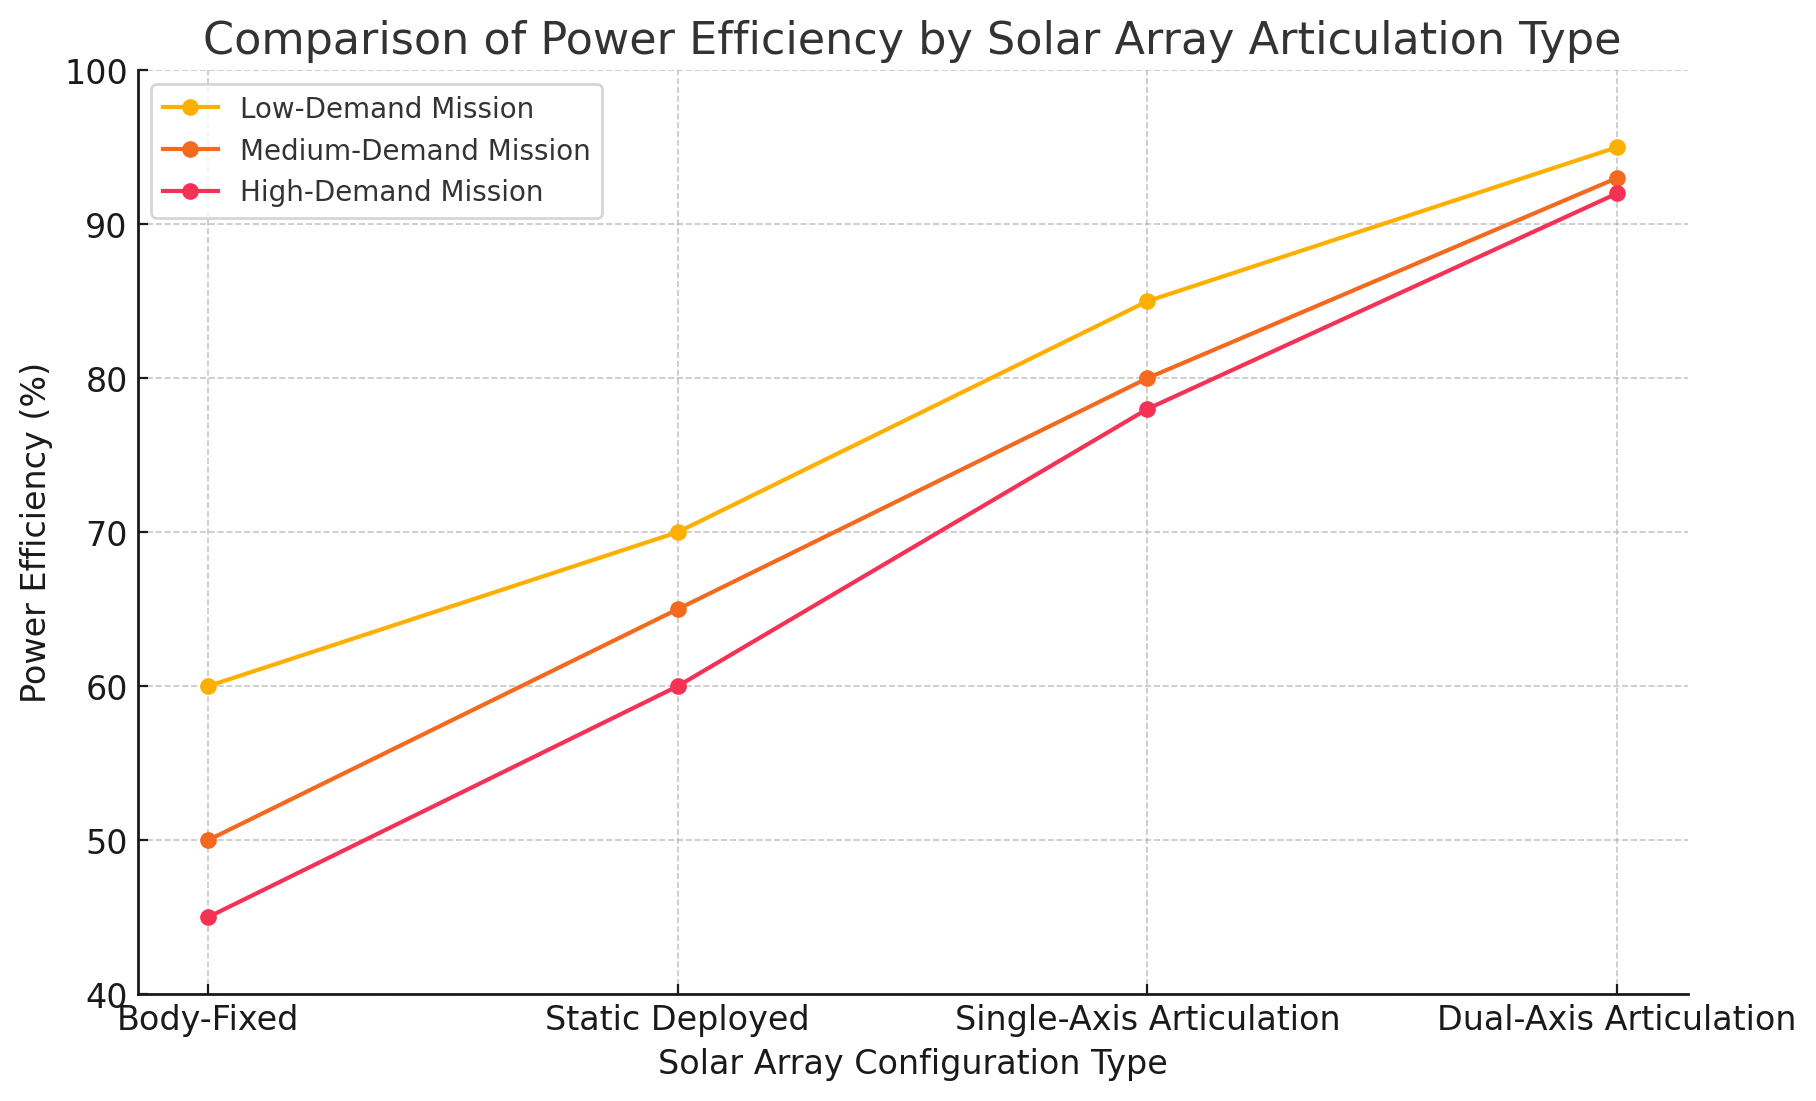 Comparison of Power Efficiency by Solar Array Articulation Type
100
90
80
70
60
50
40
Power Efficiency (%)
Low-Demand Mission
Medium-Demand Mission
High-Demand Mission
Body-Fixed
Static Deployed
Single-Axis Articulation
Dual-Axis Articulation
Solar Array Configuration Type